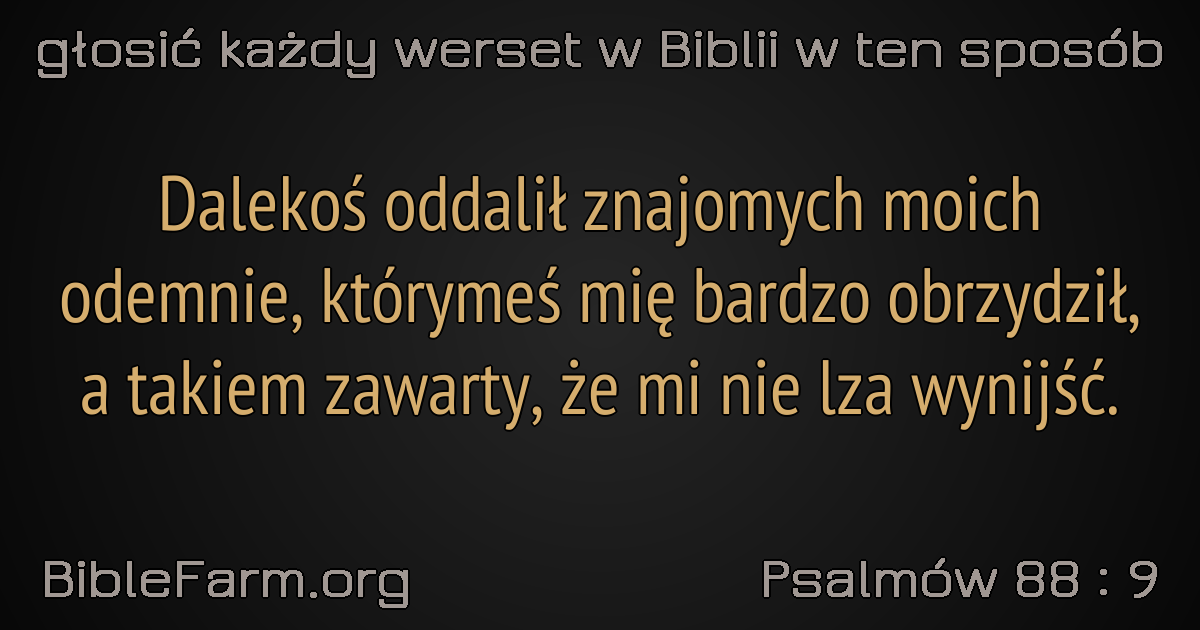 głosić każdy werset w Biblii w ten sposób
Dalekoś oddalił znajomych moich
odemnie, którymeś mię bardzo obrzydził,
a takiem zawarty, że mi nie lza wynijść.
BibleFarm.org
Psalmów 88 : 9